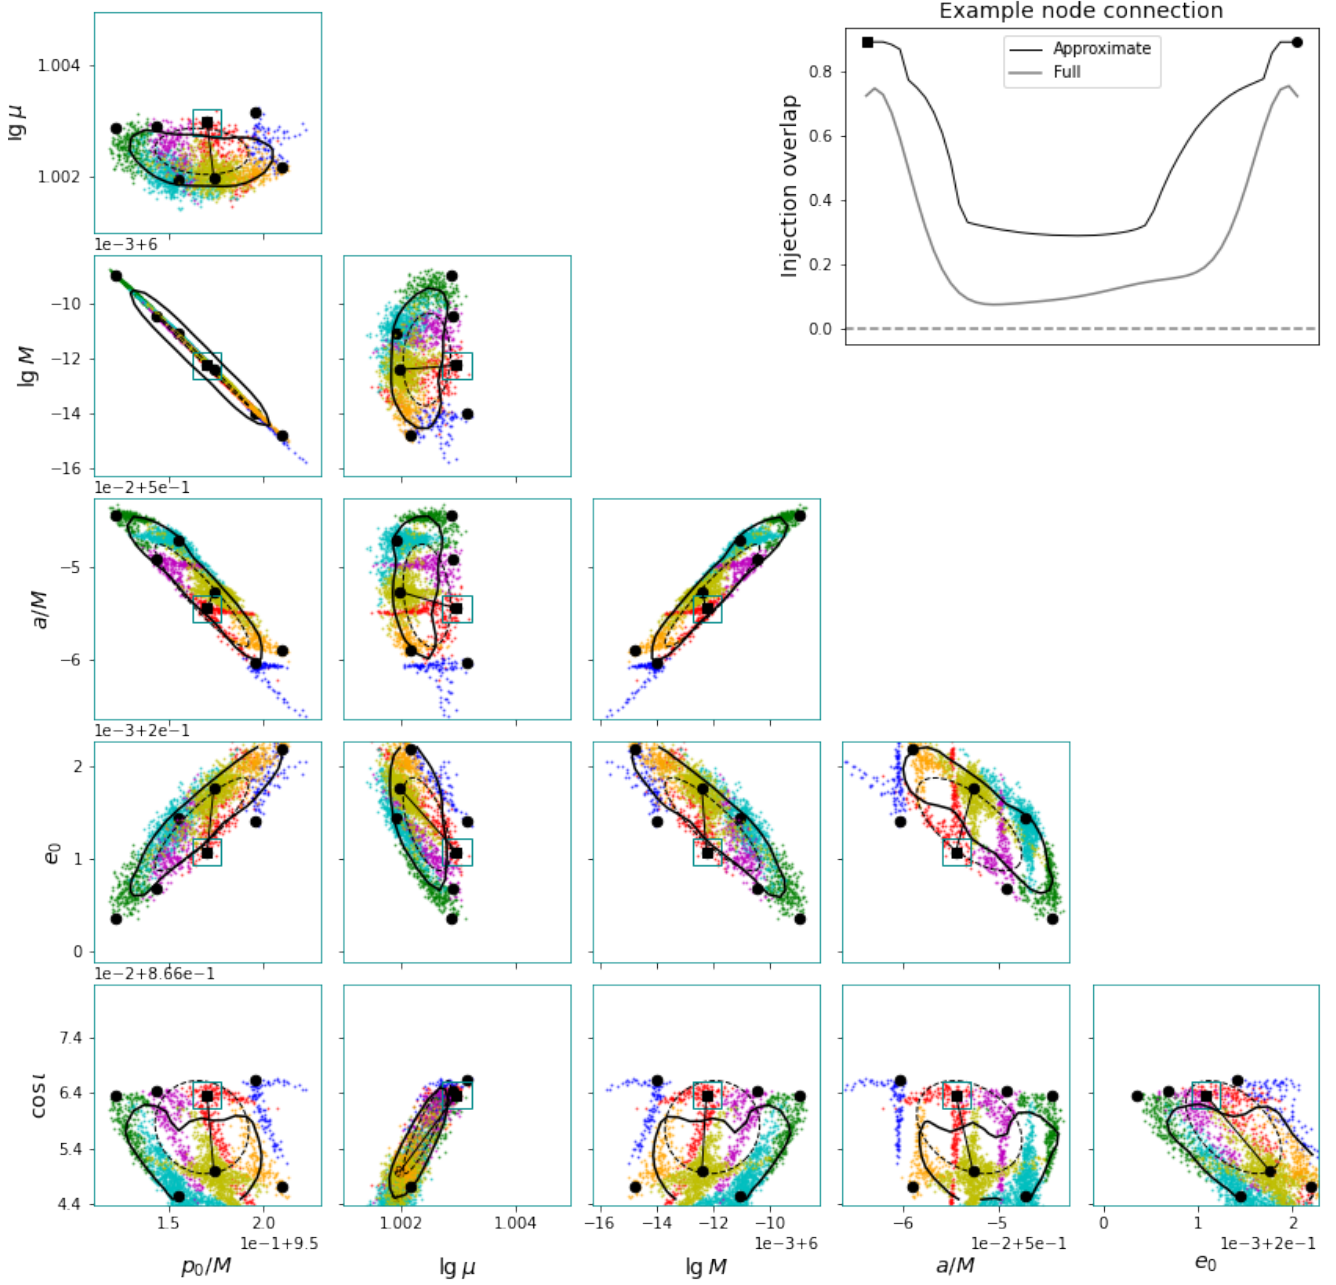 Example node connection
Approximate
Full
Injection overlap
0.8
0.6
0.4
0.2
0.0
lg μ
1.004
1.002
1e-3+6
lg M
−10
−12
−14
−16
1e-2+5e-1
a/M
−5
−6
1e-3+2e-1
e₀
2
1
0
1e-2+8.66e-1
cos ι
7.4
6.4
5.4
4.4
1.5 2.0 1.002 1.004 −16 −14 −12 −10 −6 −5 0 1 2
1e-1+9.5 1e-3+6 1e-2+5e-1 1e-3+2e-1
p₀/M lg μ lg M a/M e₀